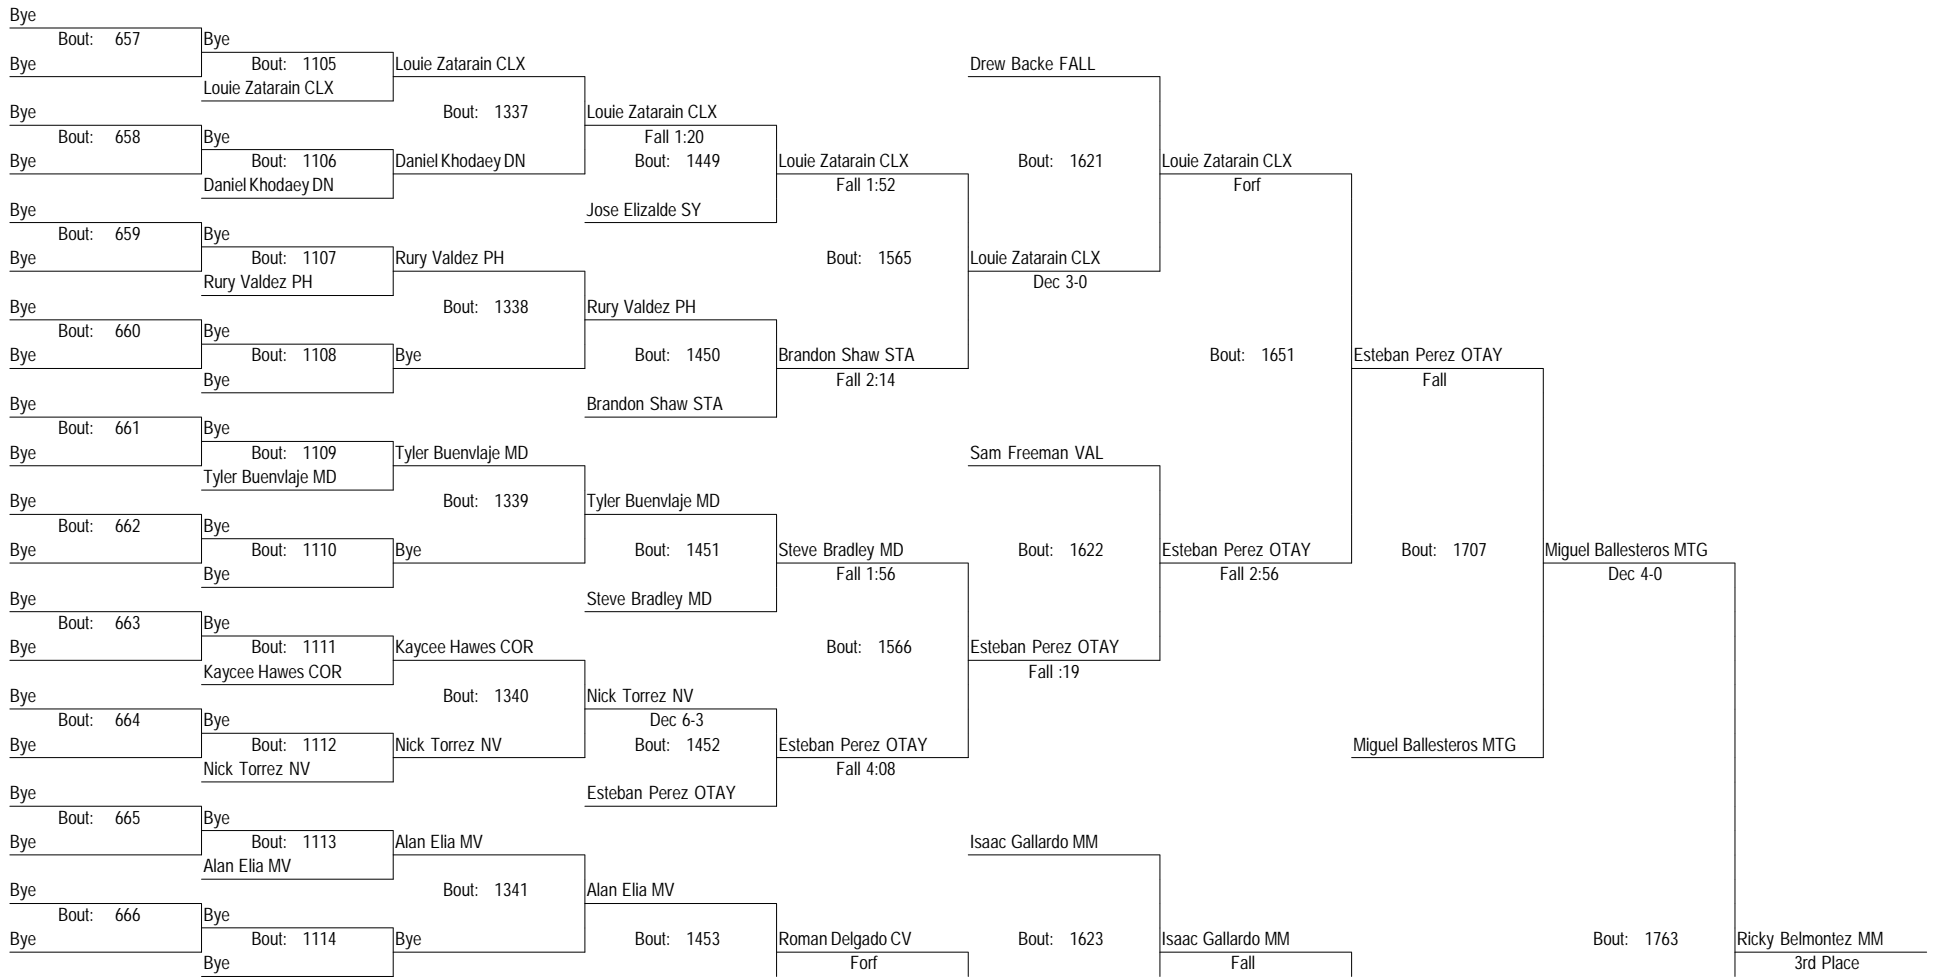 Bye
Bout: 657
Bye
Bye
Bout: 1105
Louie Zatarain CLX
Louie Zatarain CLX
Drew Backe FALL
Bye
Bout: 658
Bye
Bye
Bout: 1106
Daniel Khodaey DN
Bout: 1337
Daniel Khodaey DN
Louie Zatarain CLX
Fall 1:20
Bout: 1449
Jose Elizalde SY
Louie Zatarain CLX
Fall 1:52
Bout: 1621
Louie Zatarain CLX
Forf
Bye
Bout: 659
Bye
Bye
Bout: 1107
Rury Valdez PH
Rury Valdez PH
Bout: 1565
Louie Zatarain CLX
Dec 3-0
Bye
Bout: 660
Bye
Bye
Bout: 1108
Bye
Bout: 1338
Bye
Rury Valdez PH
Bout: 1450
Brandon Shaw STA
Brandon Shaw STA
Fall 2:14
Bout: 1651
Esteban Perez OTAY
Fall
Bye
Bout: 661
Bye
Bye
Bout: 1109
Tyler Buenvlaje MD
Tyler Buenvlaje MD
Sam Freeman VAL
Bye
Bout: 662
Bye
Bye
Bout: 1110
Bye
Bout: 1339
Bye
Tyler Buenvlaje MD
Bout: 1451
Steve Bradley MD
Steve Bradley MD
Fall 1:56
Bout: 1622
Esteban Perez OTAY
Fall 2:56
Bout: 1707
Miguel Ballesteros MTG
Dec 4-0
Bye
Bout: 663
Bye
Bye
Bout: 1111
Kaycee Hawes COR
Kaycee Hawes COR
Bout: 1566
Esteban Perez OTAY
Fall :19
Bye
Bout: 664
Bye
Bye
Bout: 1112
Nick Torrez NV
Bout: 1340
Nick Torrez NV
Nick Torrez NV
Dec 6-3
Bout: 1452
Esteban Perez OTAY
Esteban Perez OTAY
Fall 4:08
Miguel Ballesteros MTG
Bye
Bout: 665
Bye
Bye
Bout: 1113
Alan Elia MV
Alan Elia MV
Isaac Gallardo MM
Bye
Bout: 666
Bye
Bye
Bout: 1114
Bye
Bout: 1341
Bye
Alan Elia MV
Bout: 1453
Roman Delgado CV
Forf
Bout: 1623
Isaac Gallardo MM
Fall
Bout: 1763
Ricky Belmontez MM
3rd Place